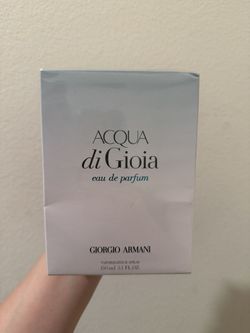 ACQUA
di Gioia
eau de parfum
GIORGIO ARMANI